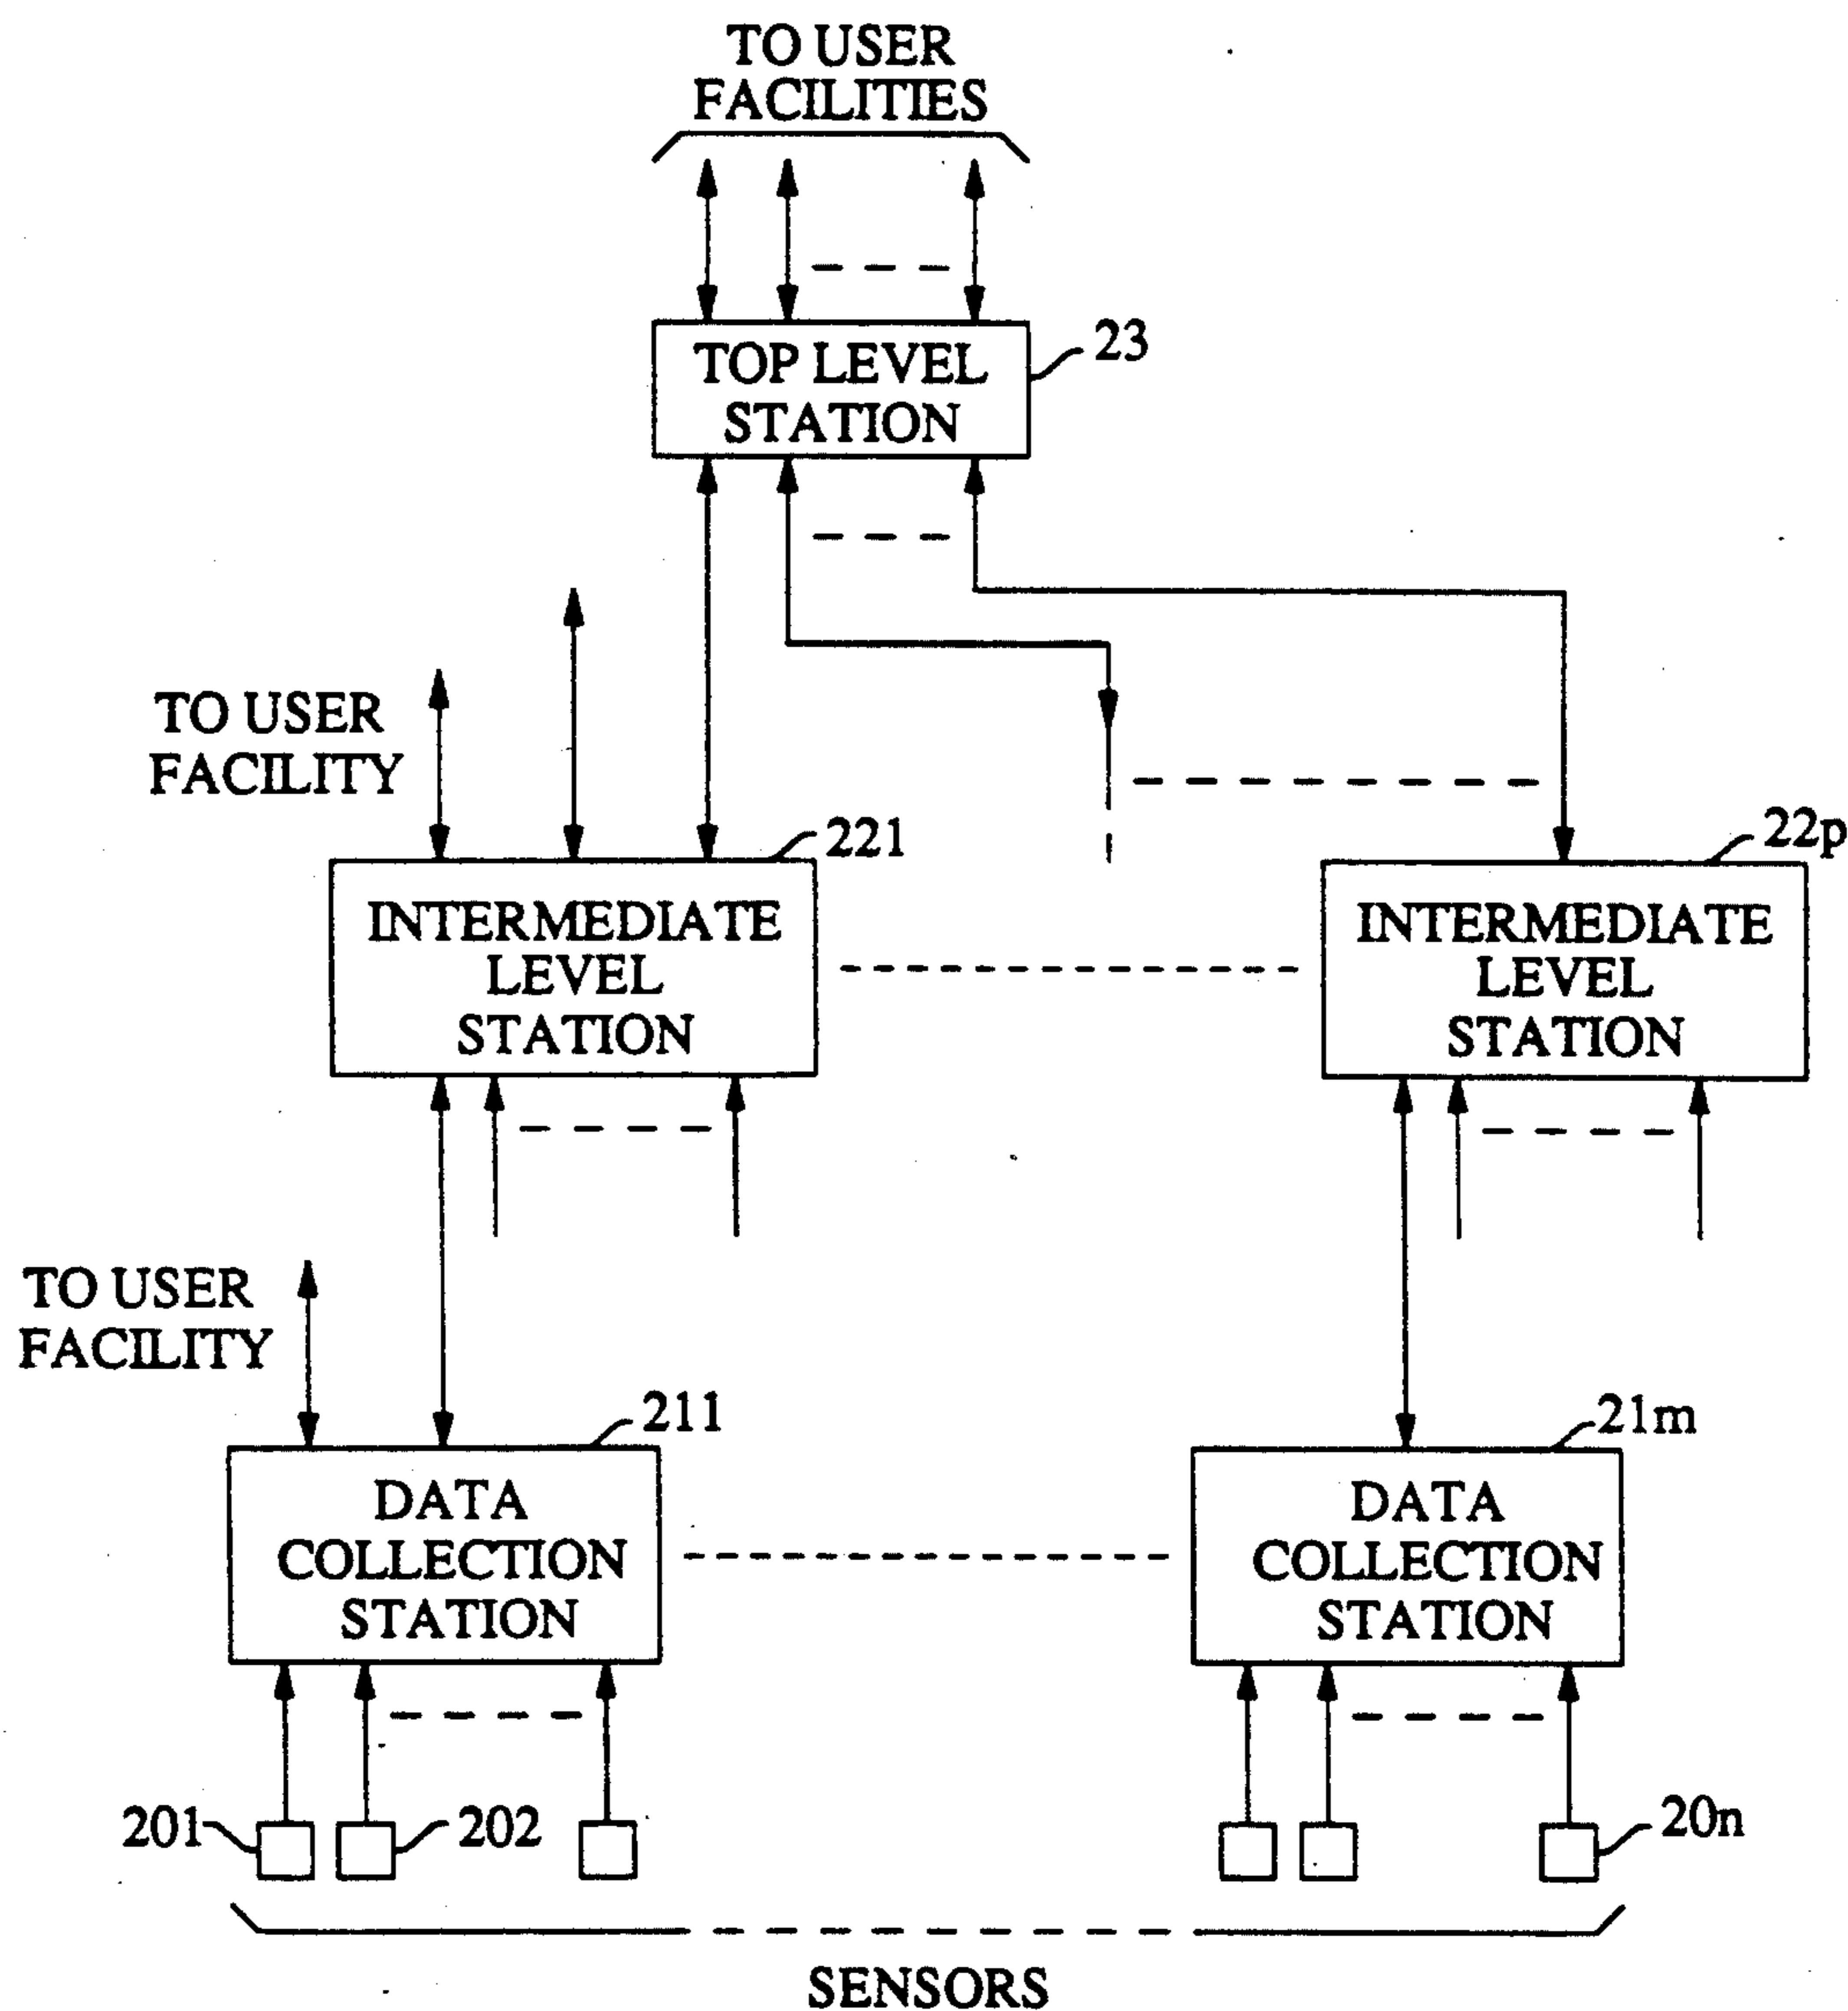 TO USER
FACILITIES
TOP LEVEL
STATION
23
TO USER
FACILITY
221
22p
INTERMEDIATE
LEVEL
STATION
INTERMEDIATE
LEVEL
STATION
TO USER
FACILITY
211
21m
DATA
COLLECTION
STATION
DATA
COLLECTION
STATION
201
202
20n
SENSORS